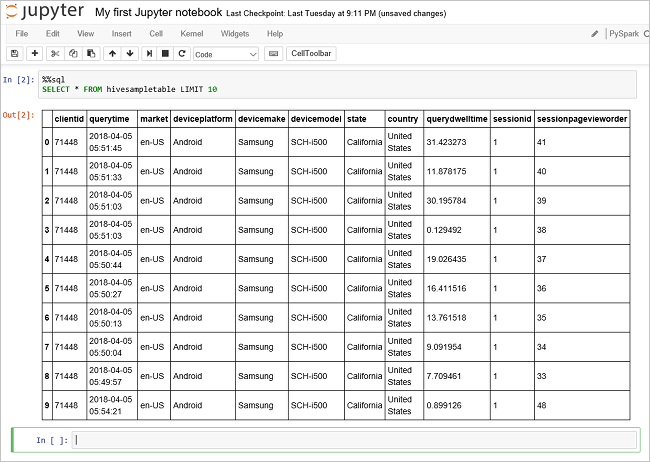 jupyter My first Jupyter notebook Last Checkpoint: Last Tuesday at 9:11 PM (unsaved changes)
File Edit View Insert Cell Kernel Widgets Help PySpark
Code CellToolbar
In [2]: %%sql
SELECT * FROM hivesampletable LIMIT 10
Out[2]:
clientid querytime market deviceplatform devicemake devicemodel state country querydwelltime sessionid sessionpagevieworder
0 71448 2018-04-05 05:51:45 en-US Android Samsung SCH-i500 California United States 31.423273 1 41
1 71448 2018-04-05 05:51:33 en-US Android Samsung SCH-i500 California United States 11.878175 1 40
2 71448 2018-04-05 05:51:03 en-US Android Samsung SCH-i500 California United States 30.195784 1 39
3 71448 2018-04-05 05:51:03 en-US Android Samsung SCH-i500 California United States 0.129492 1 38
4 71448 2018-04-05 05:50:44 en-US Android Samsung SCH-i500 California United States 19.026435 1 37
5 71448 2018-04-05 05:50:27 en-US Android Samsung SCH-i500 California United States 16.411516 1 36
6 71448 2018-04-05 05:50:13 en-US Android Samsung SCH-i500 California United States 13.761518 1 35
7 71448 2018-04-05 05:50:04 en-US Android Samsung SCH-i500 California United States 9.091954 1 34
8 71448 2018-04-05 05:49:57 en-US Android Samsung SCH-i500 California United States 7.709461 1 33
9 71448 2018-04-05 05:54:21 en-US Android Samsung SCH-i500 California United States 0.899126 1 48
In [ ]: